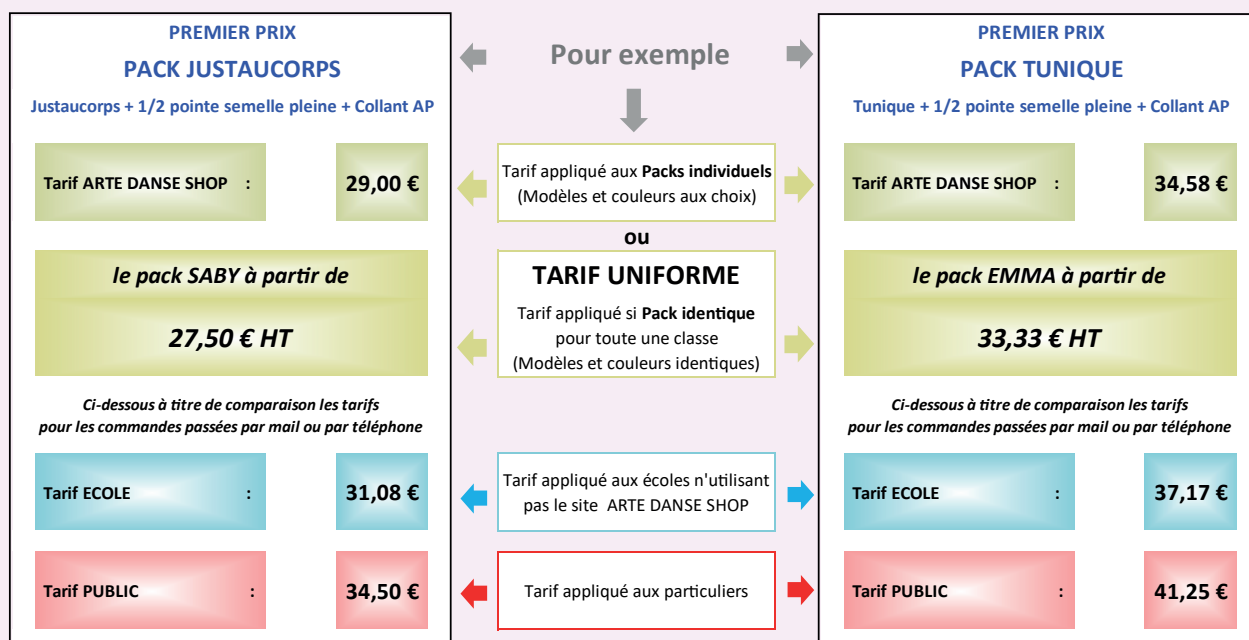 PREMIER PRIX
PACK JUSTAUCORPS
Justaucorps + 1/2 pointe semelle pleine + Collant AP
Tarif ARTE DANSE SHOP : 29,00 €
le pack SABY à partir de
27,50 € HT
Ci-dessous à titre de comparaison les tarifs
pour les commandes passées par mail ou par téléphone
Tarif ECOLE : 31,08 €
Tarif PUBLIC : 34,50 €
Pour exemple
Tarif appliqué aux Packs individuels
(Modèles et couleurs aux choix)
ou
TARIF UNIFORME
Tarif appliqué si Pack identique
pour toute une classe
(Modèles et couleurs identiques)
Tarif appliqué aux écoles n'utilisant
pas le site ARTE DANSE SHOP
Tarif appliqué aux particuliers
PREMIER PRIX
PACK TUNIQUE
Tunique + 1/2 pointe semelle pleine + Collant AP
Tarif ARTE DANSE SHOP : 34,58 €
le pack EMMA à partir de
33,33 € HT
Ci-dessous à titre de comparaison les tarifs
pour les commandes passées par mail ou par téléphone
Tarif ECOLE : 37,17 €
Tarif PUBLIC : 41,25 €